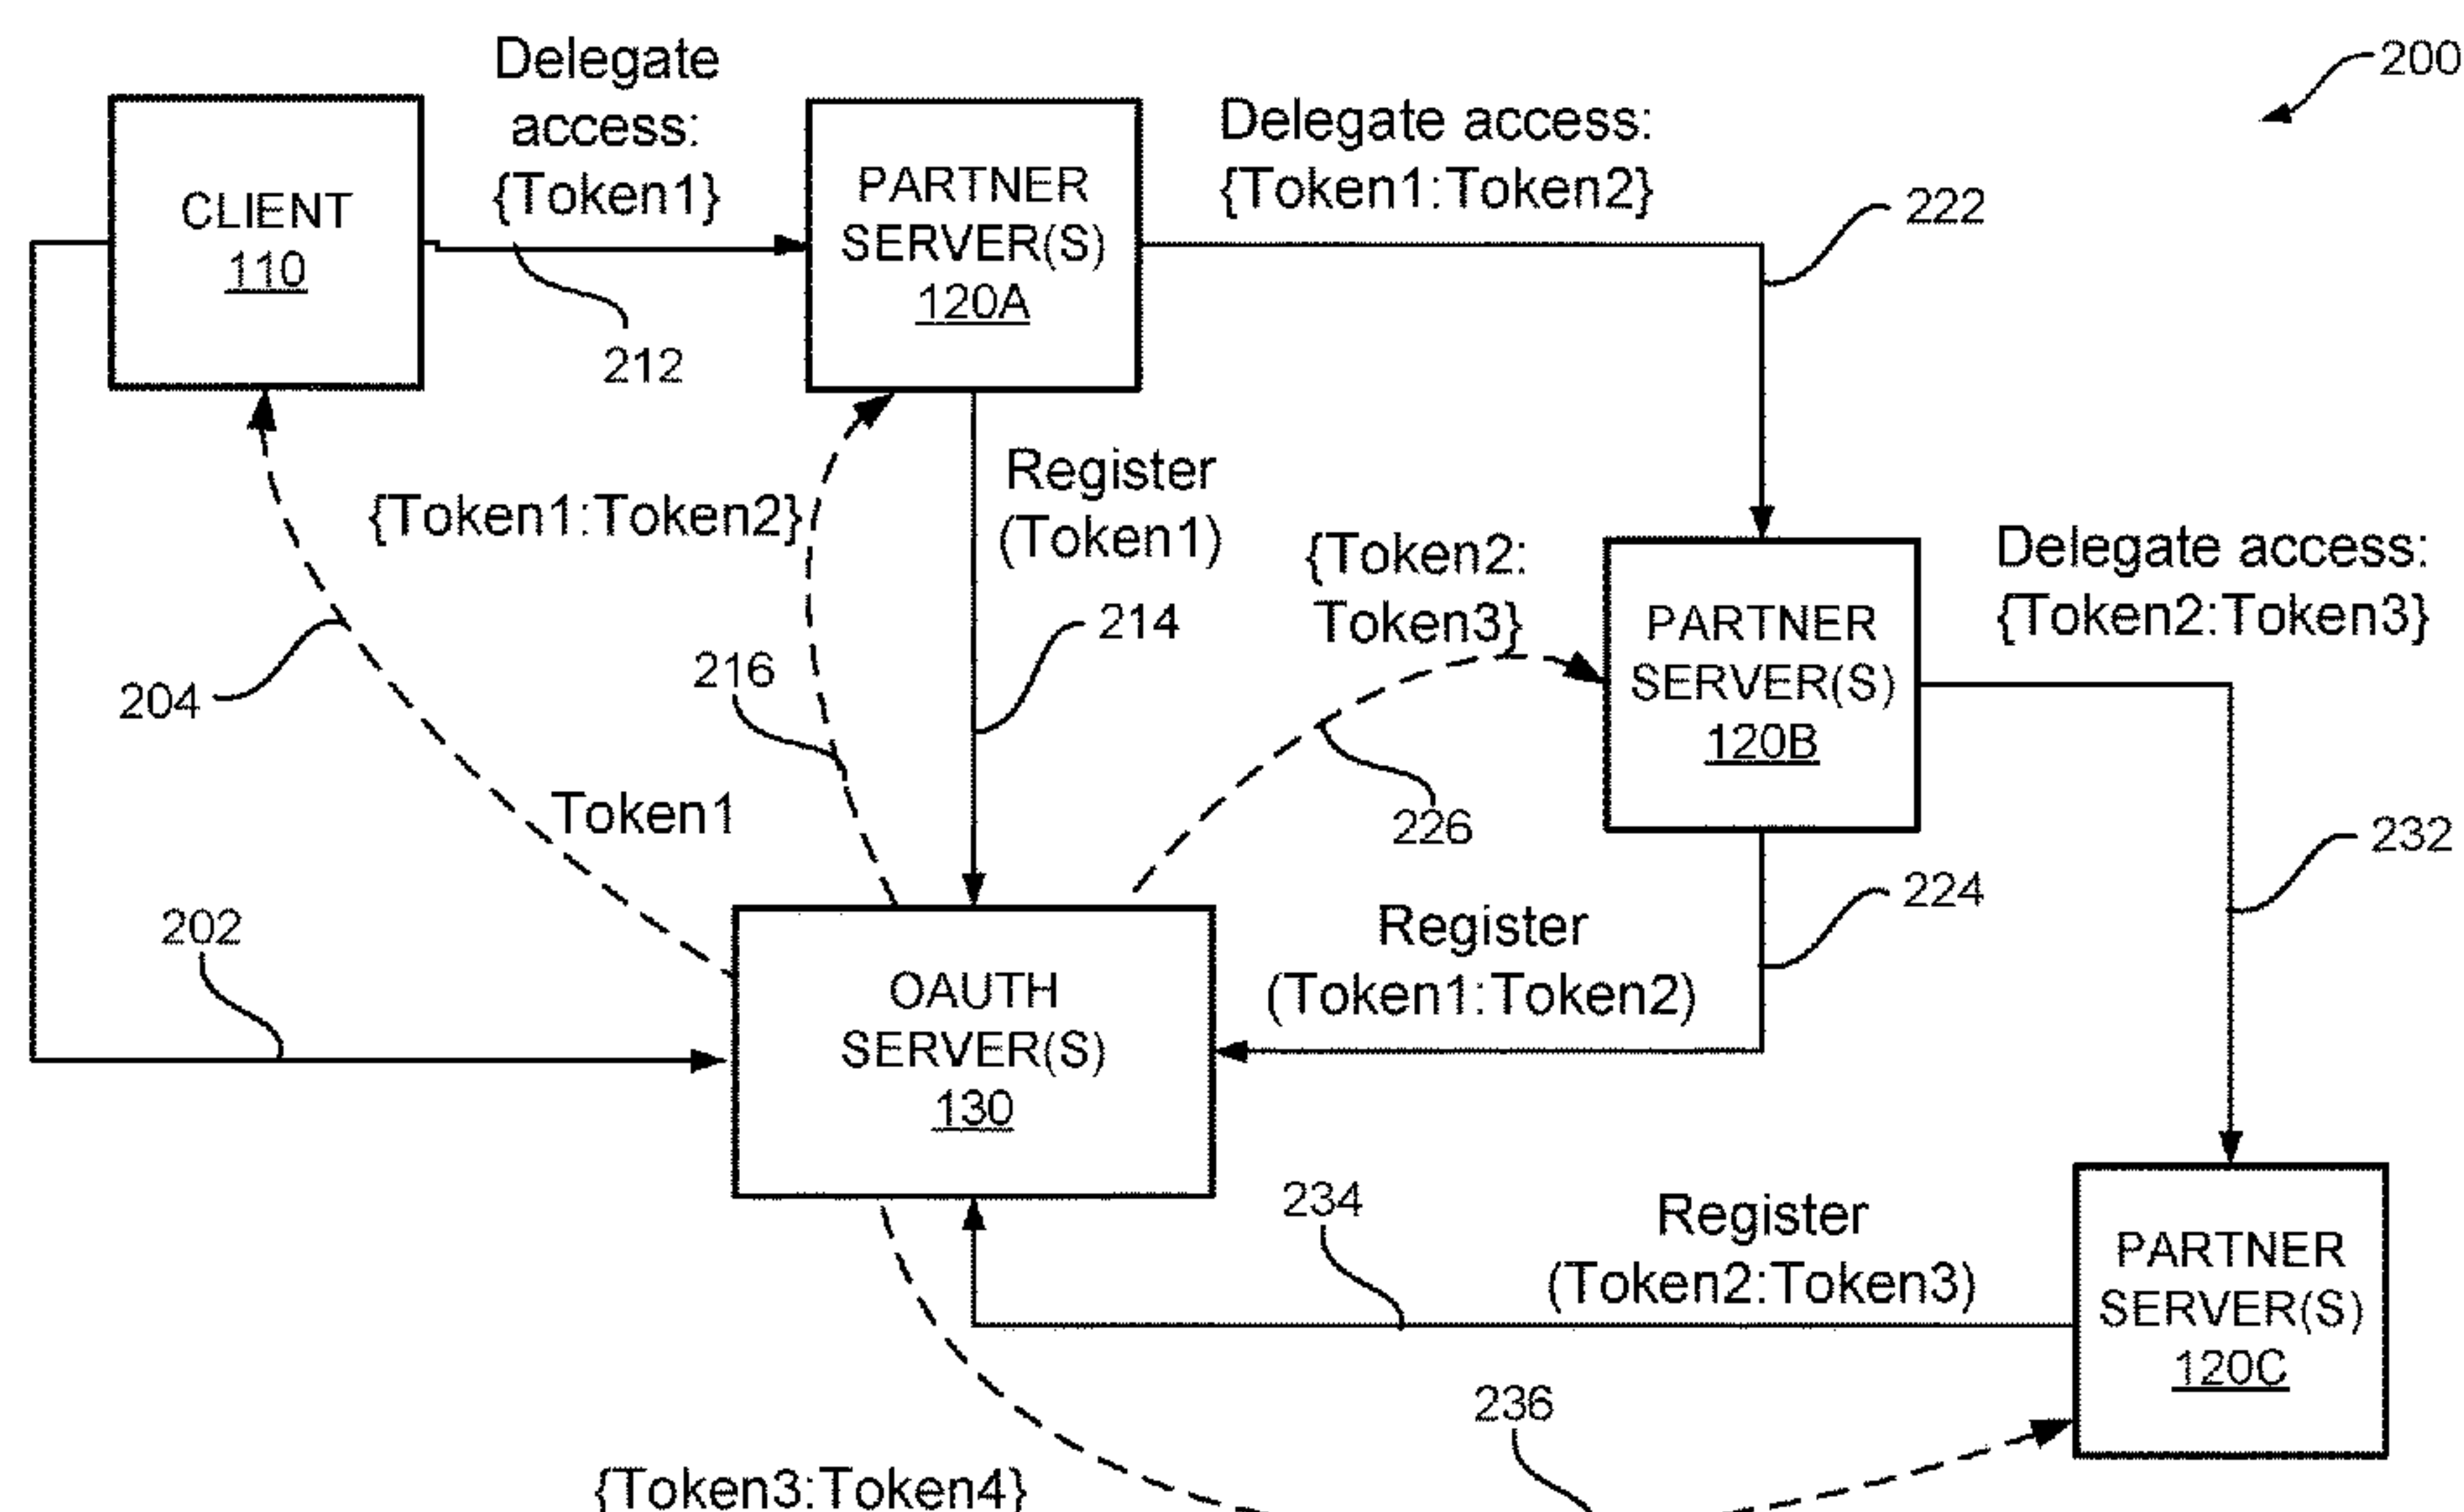 200
Delegate
access:
{Token1}
CLIENT
110
212
PARTNER
SERVER(S)
120A
Delegate access:
{Token1:Token2}
222
{Token1:Token2}
Register
(Token1)
{Token2:
Token3}
PARTNER
SERVER(S)
120B
Delegate access:
{Token2:Token3}
204
216
214
226
Token1
232
202
224
Register
(Token1:Token2)
OAUTH
SERVER(S)
130
234
Register
(Token2:Token3)
PARTNER
SERVER(S)
120C
236
{Token3:Token4}